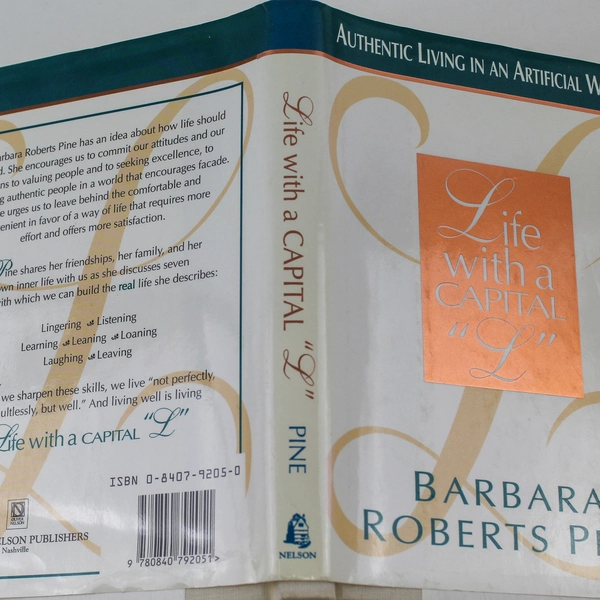 arbara Roberts Pine has an idea about how life should
d. She encourages us to commit our attitudes and our
ns to valuing people and to seeking excellence, to
g authentic people in a world that encourages facade.
e urges us to leave behind the comfortable and
enient in favor of a way of life that requires more
effort and offers more satisfaction.
Pine shares her friendships, her family, and her
own inner life with us as she discusses seven
with which we can build the real life she describes:
Lingering Listening
Learning Leaning Loaning
Laughing Leaving
we sharpen these skills, we live "not perfectly,
ultlessly, but well." And living well is living
Life with a CAPITAL "L"
ISBN 0-8407-9205-0
9 780840 792051>
ELSON PUBLISHERS
Nashville
Life with a CAPITAL "L"
PINE
NELSON
AUTHENTIC LIVING IN AN ARTIFICIAL W
Life
with a
CAPITAL
"L"
BARBARA
ROBERTS PI